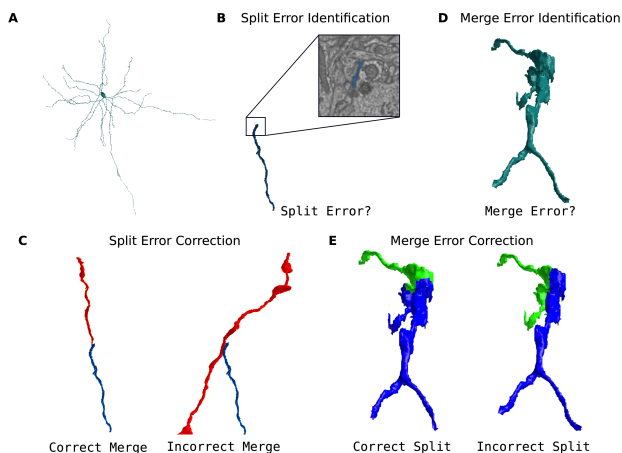 A
B Split Error Identification
D Merge Error Identification
Split Error?
Merge Error?
C Split Error Correction
E Merge Error Correction
Correct Merge
Incorrect Merge
Correct Split
Incorrect Split